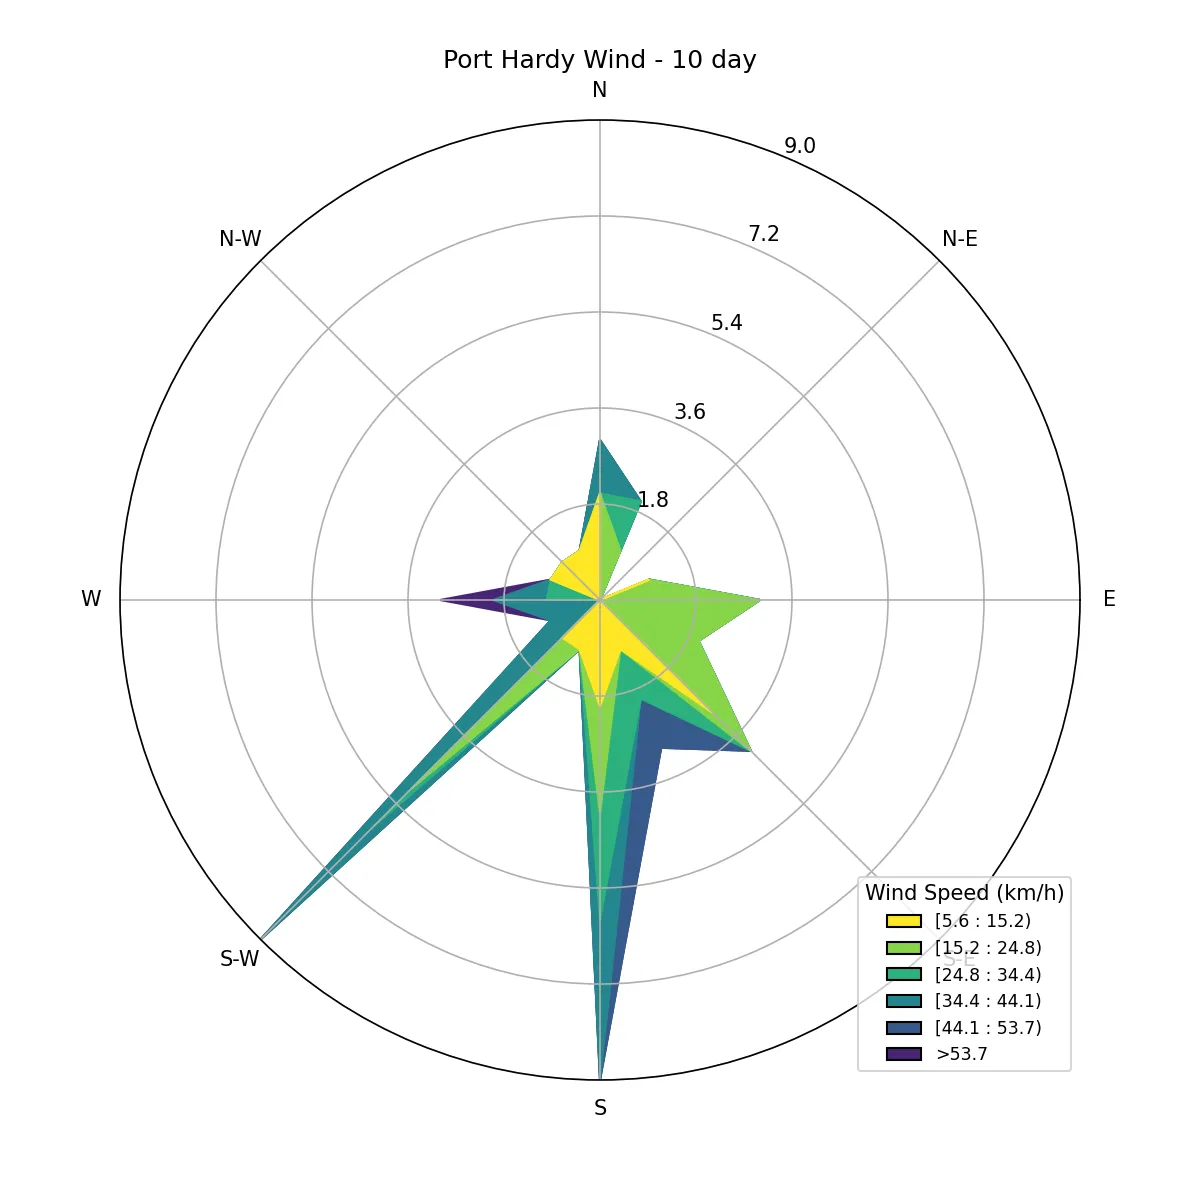 Port Hardy Wind - 10 day
N
9.0
N-W
7.2
N-E
5.4
3.6
1.8
W
E
S-W
S-E
S
Wind Speed (km/h)
[5.6 : 15.2)
[15.2 : 24.8)
[24.8 : 34.4)
[34.4 : 44.1)
[44.1 : 53.7)
>53.7